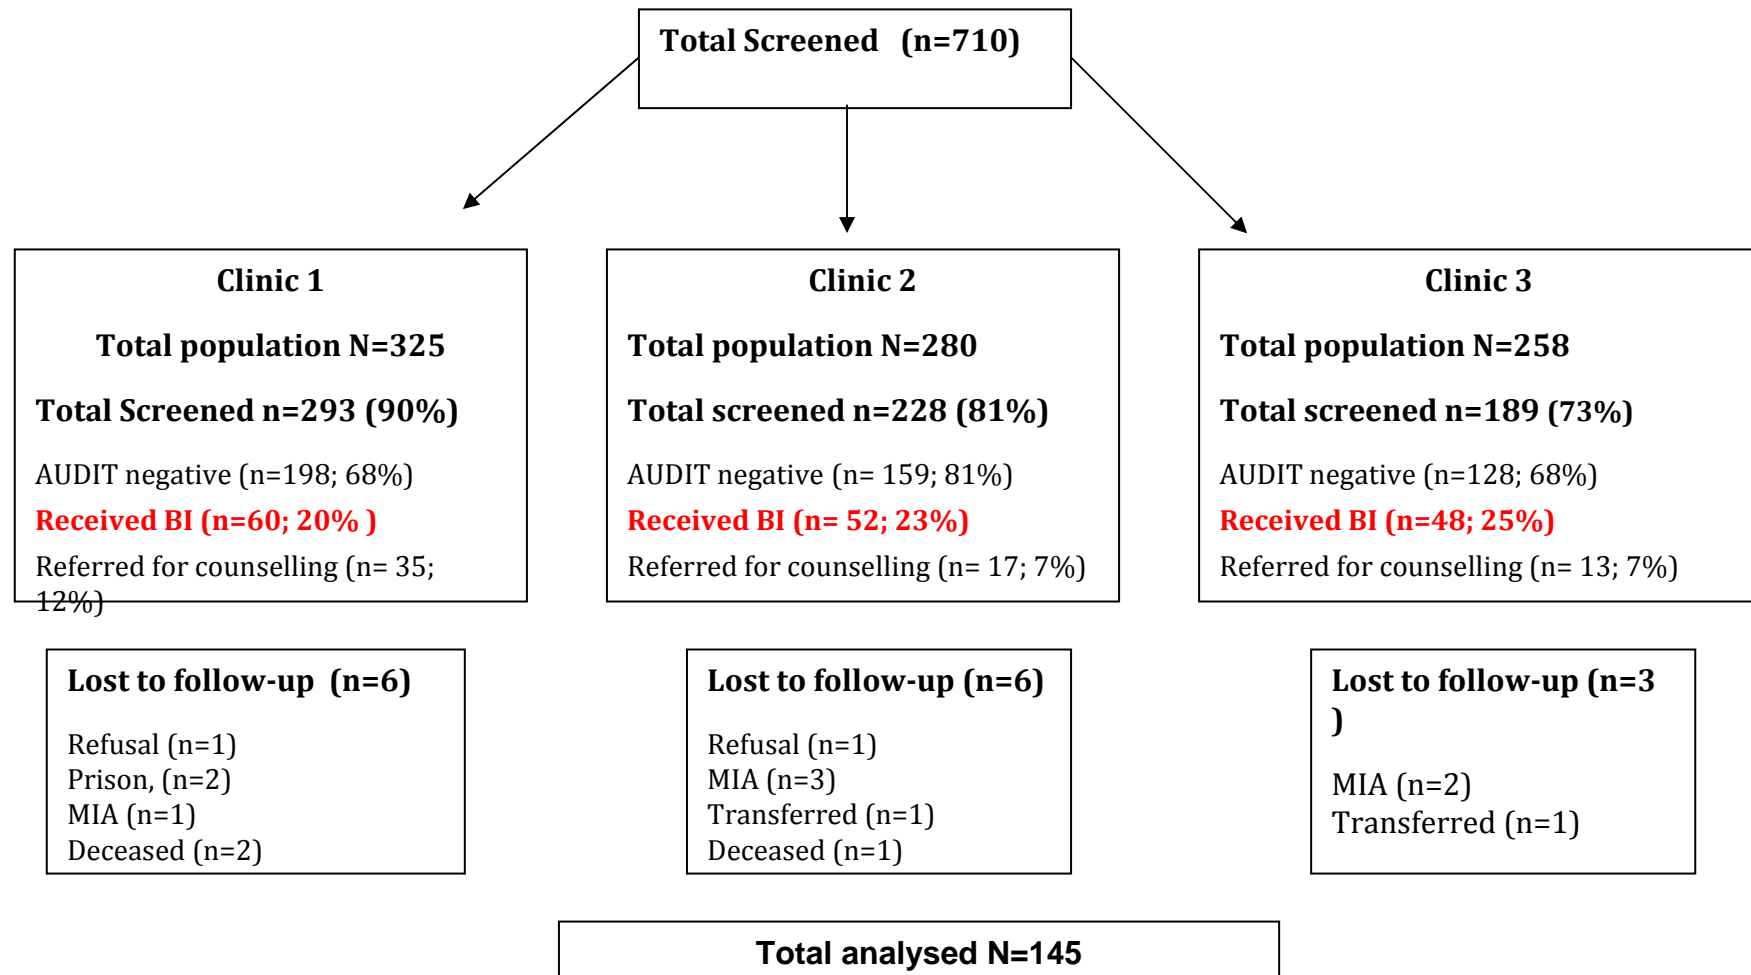 Total Screened (n=710)
Clinic 1
Total population N=325
Total Screened n=293 (90%)
AUDIT negative (n=198; 68%)
Received BI (n=60; 20% )
Referred for counselling (n= 35;
12%)
Clinic 2
Total population N=280
Total screened n=228 (81%)
AUDIT negative (n= 159; 81%)
Received BI (n= 52; 23%)
Referred for counselling (n= 17; 7%)
Clinic 3
Total population N=258
Total screened n=189 (73%)
AUDIT negative (n=128; 68%)
Received BI (n=48; 25%)
Referred for counselling (n= 13; 7%)
Lost to follow-up (n=6)
Refusal (n=1)
Prison, (n=2)
MIA (n=1)
Deceased (n=2)
Lost to follow-up (n=6)
Refusal (n=1)
MIA (n=3)
Transferred (n=1)
Deceased (n=1)
Lost to follow-up (n=3
)
MIA (n=2)
Transferred (n=1)
Total analysed N=145